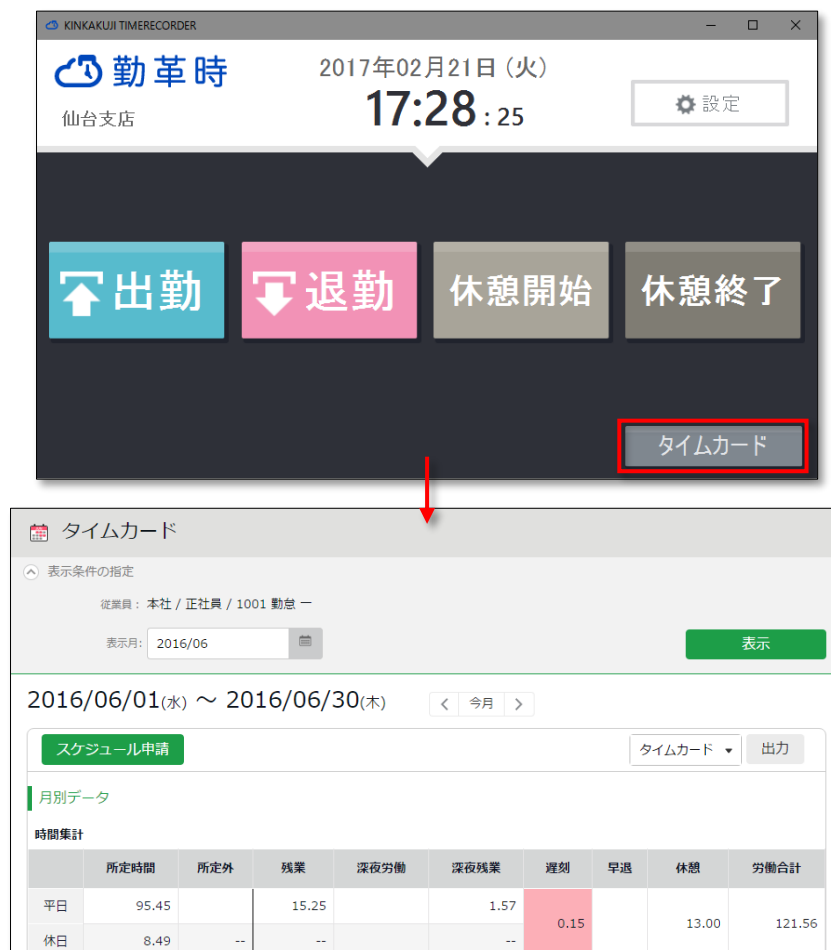 KINKAKUJI TIMERECORDER
勤革時
仙台支店
2017年02月21日（火）
17:28 : 25
設定
出勤
退勤
休憩開始
休憩終了
タイムカード
タイムカード
表示条件の指定
従業員 : 本社 / 正社員 / 1001 勤怠 一
表示月: 2016/06
表示
2016/06/01(水) ～ 2016/06/30(木)
今月
スケジュール申請
タイムカード
出力
月別データ
時間集計
所定時間 所定外 残業 深夜労働 深夜残業 遅刻 早退 休憩 労働合計
平日 95.45 15.25 1.57
0.15 13.00 121.56
休日 8.49 -- -- --